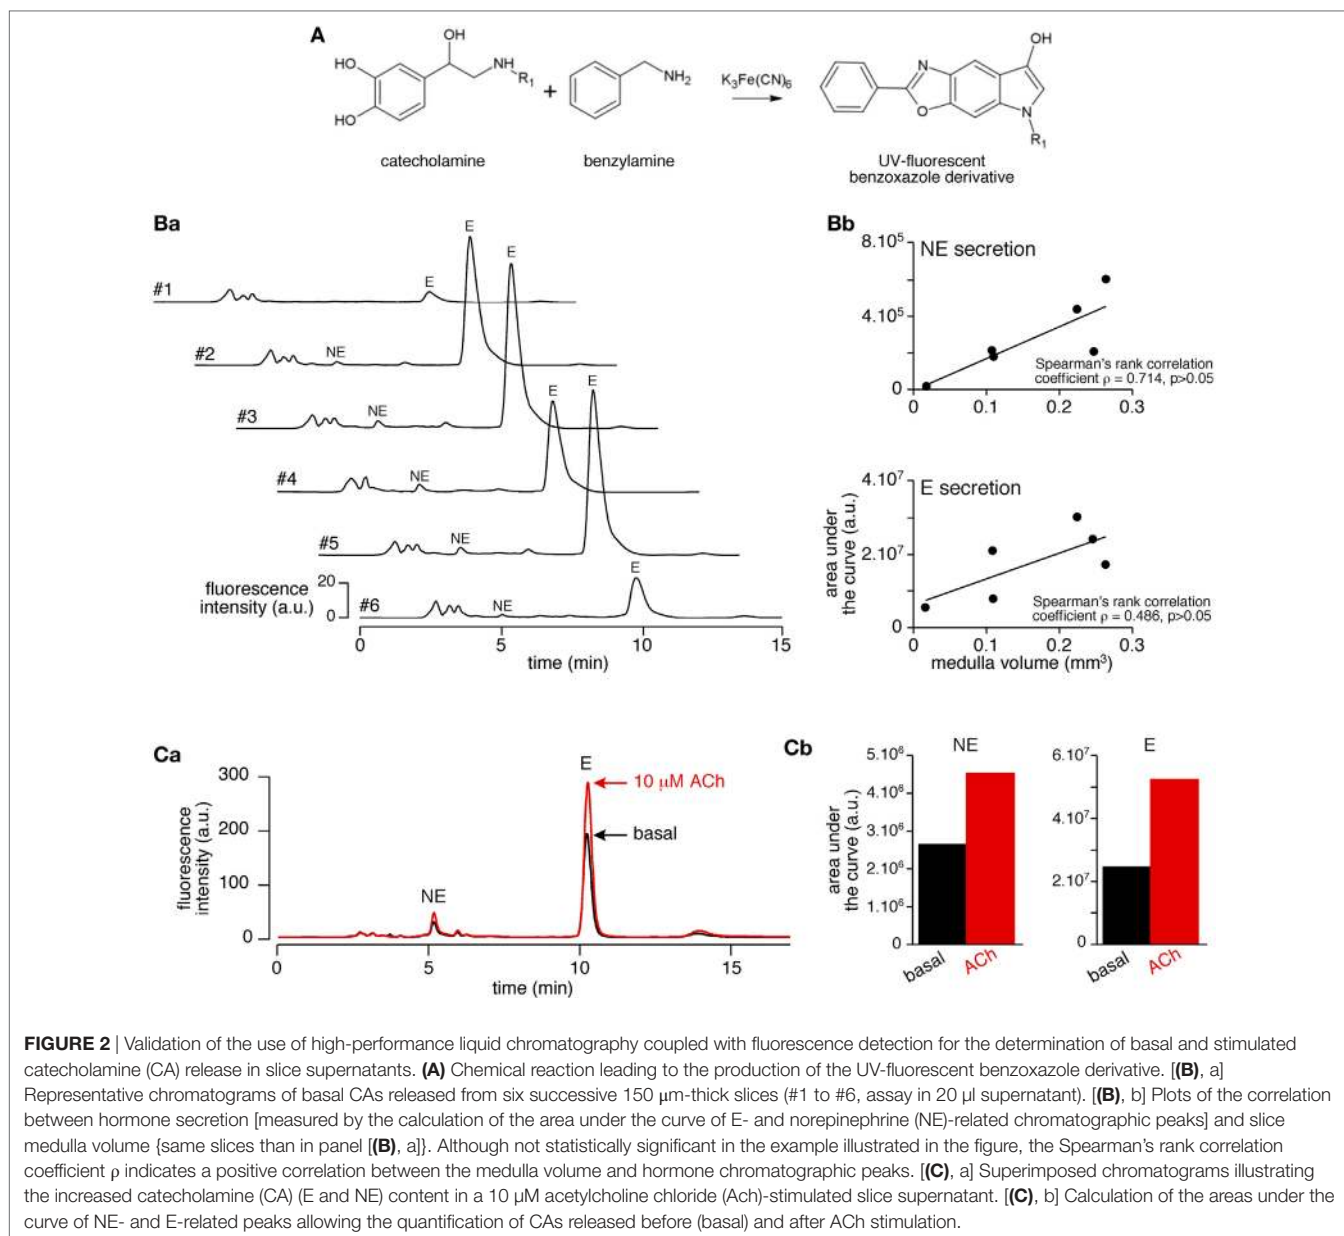 A
OH
HO
HO
NH
R1
+
NH2
K3Fe(CN)6
N
O
OH
N
R1
catecholamine
benzylamine
UV-fluorescent
benzoxazole derivative
Ba
#1
E
#2
NE
E
#3
NE
E
#4
NE
E
#5
NE
E
fluorescence
intensity (a.u.)
20
0
#6
NE
E
0
5
10
15
time (min)
Bb
8.10⁵
4.10⁵
0
NE secretion
Spearman's rank correlation
coefficient ρ = 0.714, p>0.05
0
0.1
0.2
0.3
area under
the curve (a.u.)
4.10⁷
2.10⁷
0
E secretion
Spearman's rank correlation
coefficient ρ = 0.486, p>0.05
0
0.1
0.2
0.3
medulla volume (mm³)
Ca
fluorescence
intensity (a.u.)
300
200
100
0
NE
E
10 μM ACh
basal
0
5
10
15
time (min)
Cb
area under
the curve (a.u.)
NE
5.10⁶
4.10⁶
3.10⁶
2.10⁶
1.10⁶
0
basal
ACh
E
6.10⁷
4.10⁷
2.10⁷
0
basal
ACh
FIGURE 2 | Validation of the use of high-performance liquid chromatography coupled with fluorescence detection for the determination of basal and stimulated
catecholamine (CA) release in slice supernatants. (A) Chemical reaction leading to the production of the UV-fluorescent benzoxazole derivative. [(B), a]
Representative chromatograms of basal CAs released from six successive 150 μm-thick slices (#1 to #6, assay in 20 μl supernatant). [(B), b] Plots of the correlation
between hormone secretion [measured by the calculation of the area under the curve of E- and norepinephrine (NE)-related chromatographic peaks] and slice
medulla volume {same slices than in panel [(B), a]}. Although not statistically significant in the example illustrated in the figure, the Spearman's rank correlation
coefficient ρ indicates a positive correlation between the medulla volume and hormone chromatographic peaks. [(C), a] Superimposed chromatograms illustrating
the increased catecholamine (CA) (E and NE) content in a 10 μM acetylcholine chloride (Ach)-stimulated slice supernatant. [(C), b] Calculation of the areas under the
curve of NE- and E-related peaks allowing the quantification of CAs released before (basal) and after ACh stimulation.